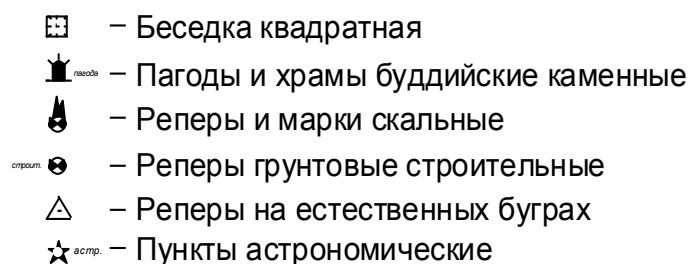 – Беседка квадратная
пагода – Пагоды и храмы буддийские каменные
– Реперы и марки скальные
строит. – Реперы грунтовые строительные
– Реперы на естественных буграх
астр. – Пункты астрономические